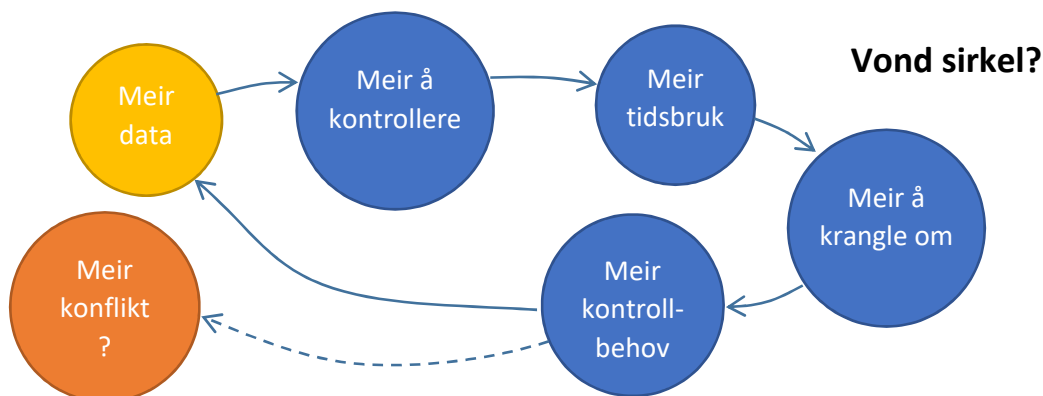 Vond sirkel?
Meir
data
Meir å
kontrollere
Meir
tidsbruk
Meir å
krangle om
Meir
kontroll-
behov
Meir
konflikt
?